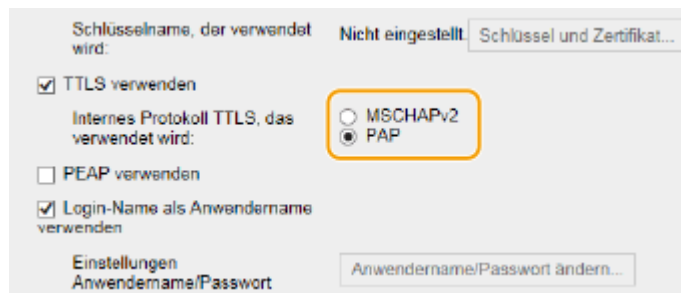 Schlüsselname, der verwendet
wird:
Nicht eingestellt.
Schlüssel und Zertifikat...
TTLS verwenden
Internes Protokoll TTLS, das
verwendet wird:
MSCHAPv2
PAP
PEAP verwenden
Login-Name als Anwendername
verwenden
Einstellungen
Anwendername/Passwort
Anwendername/Passwort ändern...